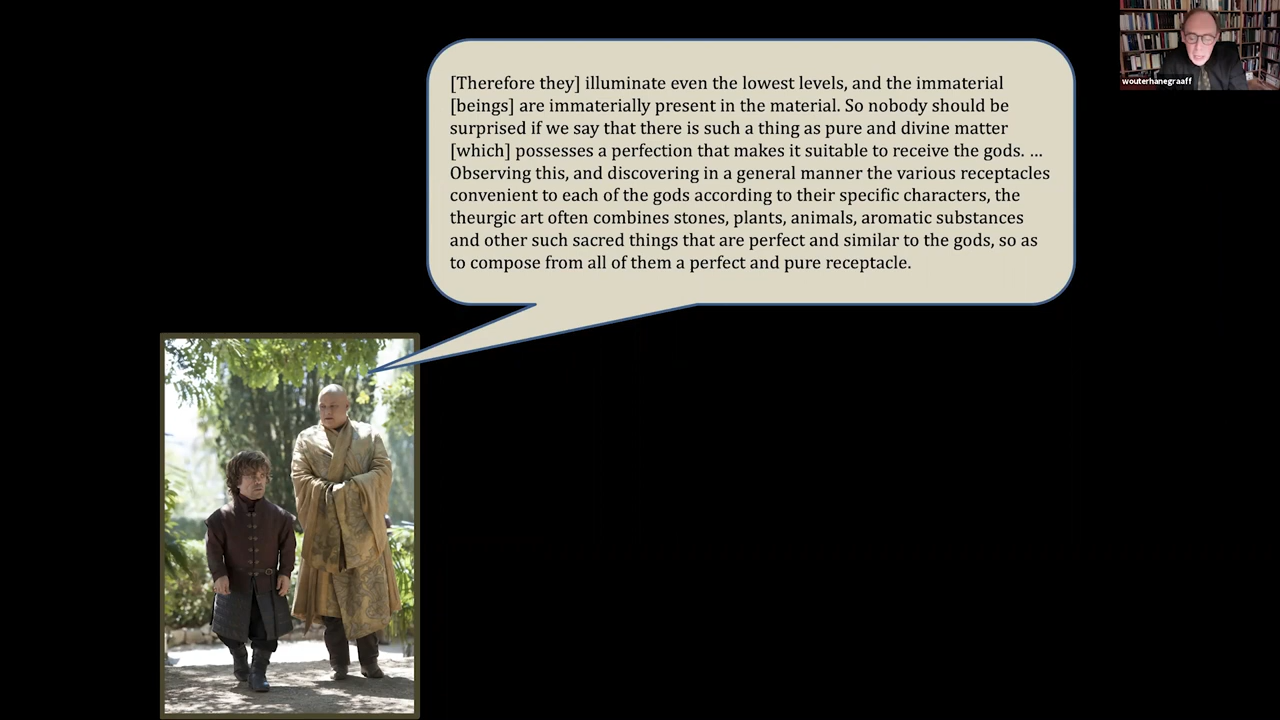 wouterhanegraaff
[Therefore they] illuminate even the lowest levels, and the immaterial
[beings] are immaterially present in the material. So nobody should be
surprised if we say that there is such a thing as pure and divine matter
[which] possesses a perfection that makes it suitable to receive the gods. ...
Observing this, and discovering in a general manner the various receptacles
convenient to each of the gods according to their specific characters, the
theurgic art often combines stones, plants, animals, aromatic substances
and other such sacred things that are perfect and similar to the gods, so as
to compose from all of them a perfect and pure receptacle.